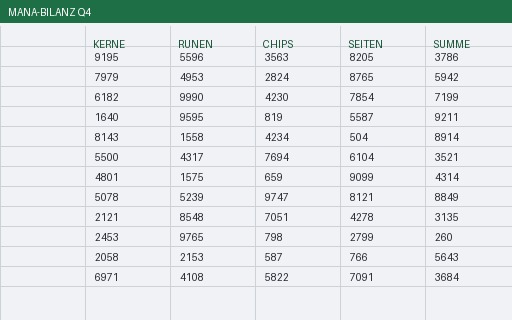 MANA-BILANZ Q4
KERNE RUNEN CHIPS SEITEN SUMME
9195 5596 3563 8205 3786
7979 4953 2824 8765 5942
6182 9990 4230 7854 7199
1640 9595 819 5587 9211
8143 1558 4234 504 8914
5500 4317 7694 6104 3521
4801 1575 659 9099 4314
5078 5239 9747 8121 8849
2121 8548 7051 4278 3135
2453 9765 798 2799 260
2058 2153 587 766 5643
6971 4108 5822 7091 3684